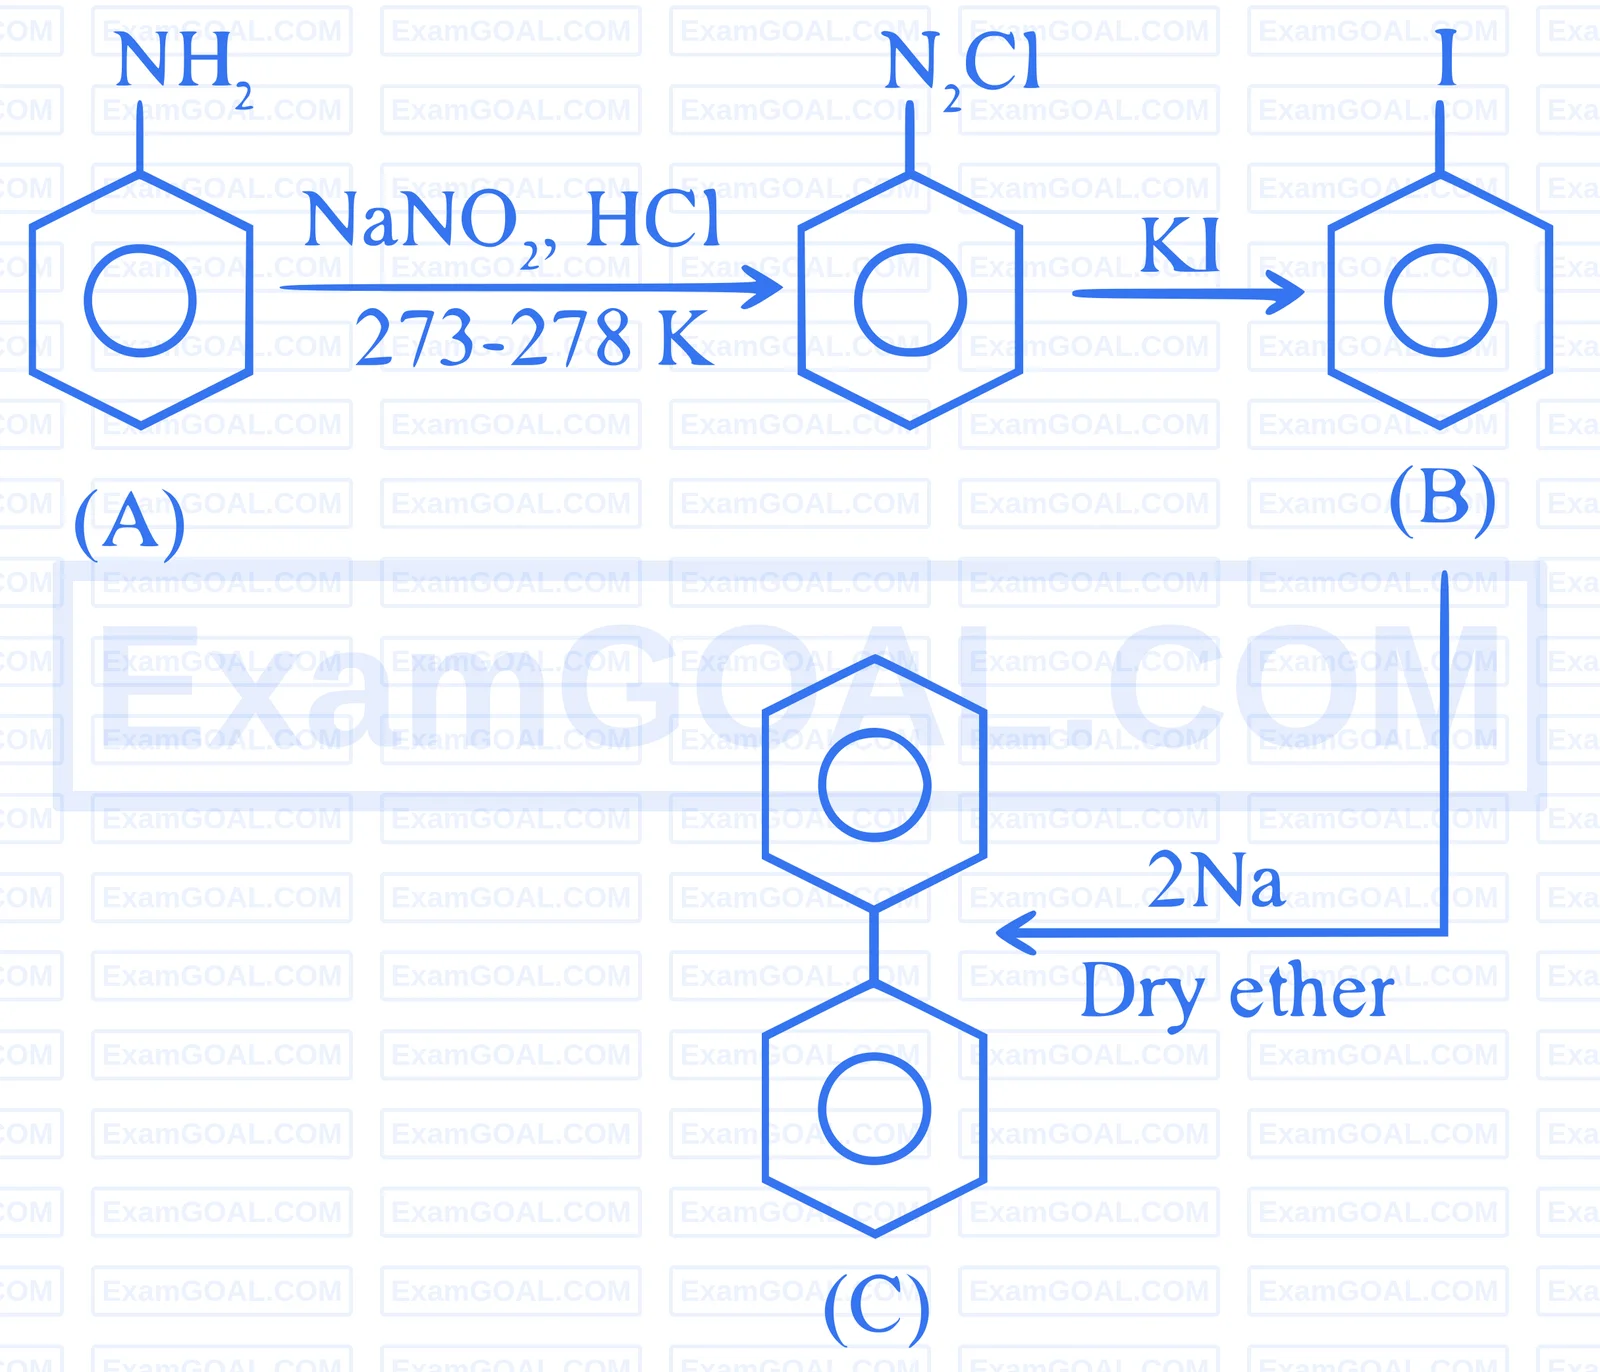 NH2
N2Cl
I
NaNO2, HCl
273-278 K
KI
(A)
(B)
ExamGOAL.COM
2Na
Dry ether
(C)